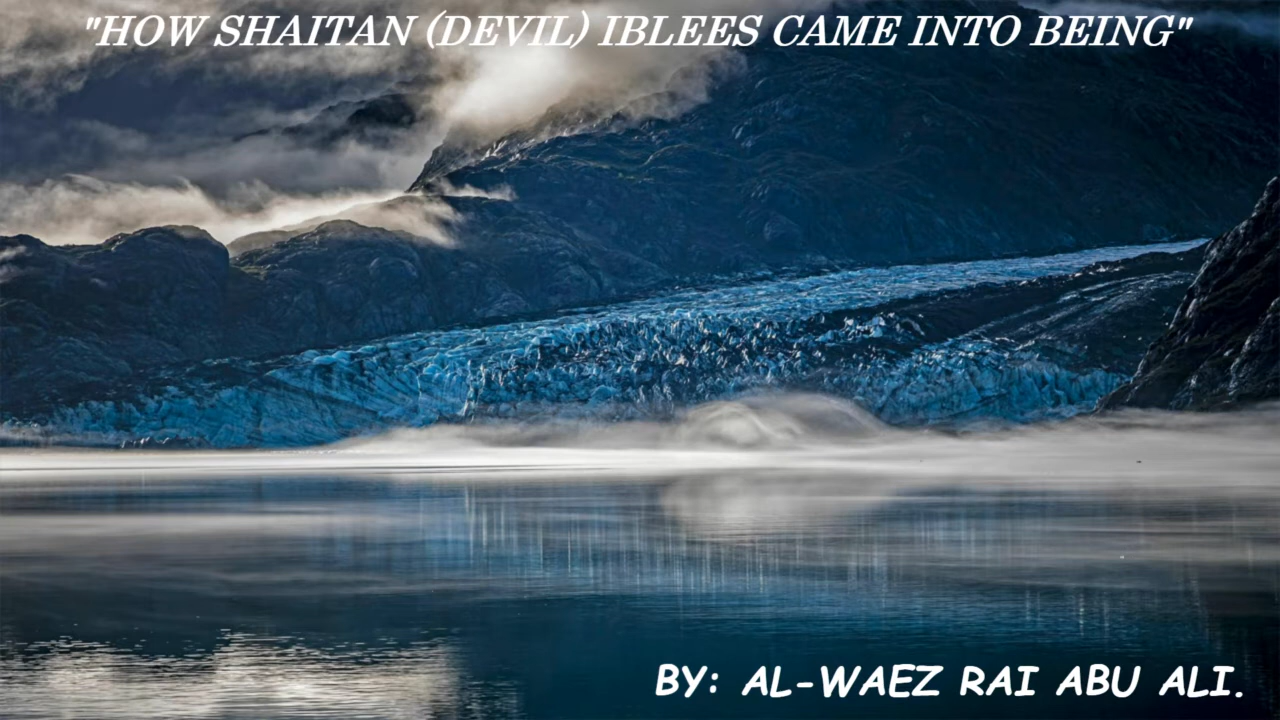 "HOW SHAITAN (DEVIL) IBLEES CAME INTO BEING"
BY: AL-WAEZ RAI ABU ALI.